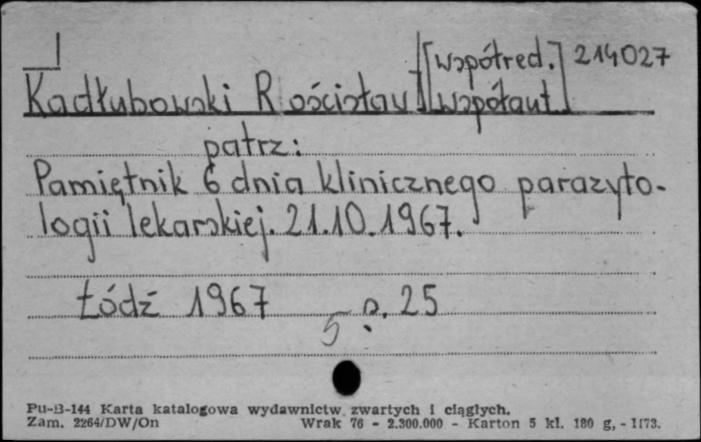 [współred.] 214027
Kadłubowski Rościsław [współaut.]
patrz:
Pamiętnik 6 dnia klinicznego parazyto-
logii lekarskiej. 21.10.1967.
Łódź 1967 s. 25
5
Pu-B-144 Karta katalogowa wydawnictw zwartych i ciągłych.
Zam. 2264/DW/On Wrak 76 - 2.300.000 - Karton 5 kl. 180 g, - 1173.